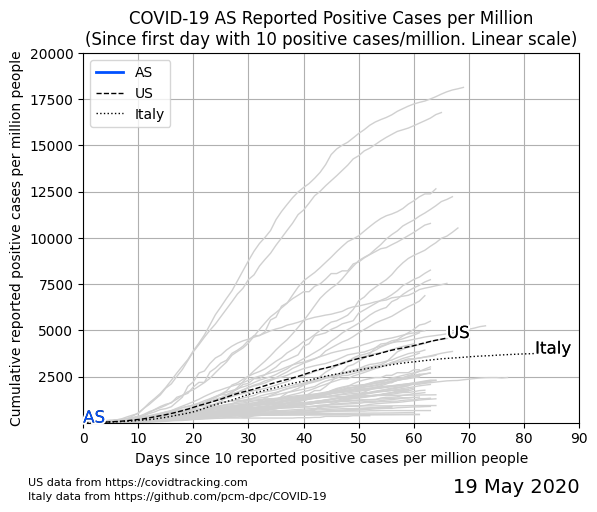 COVID-19 AS Reported Positive Cases per Million
(Since first day with 10 positive cases/million. Linear scale)
Cumulative reported positive cases per million people
20000
17500
15000
12500
10000
7500
5000
2500
AS
US
Italy
US
Italy
AS
0 10 20 30 40 50 60 70 80 90
Days since 10 reported positive cases per million people
US data from https://covidtracking.com
Italy data from https://github.com/pcm-dpc/COVID-19
19 May 2020